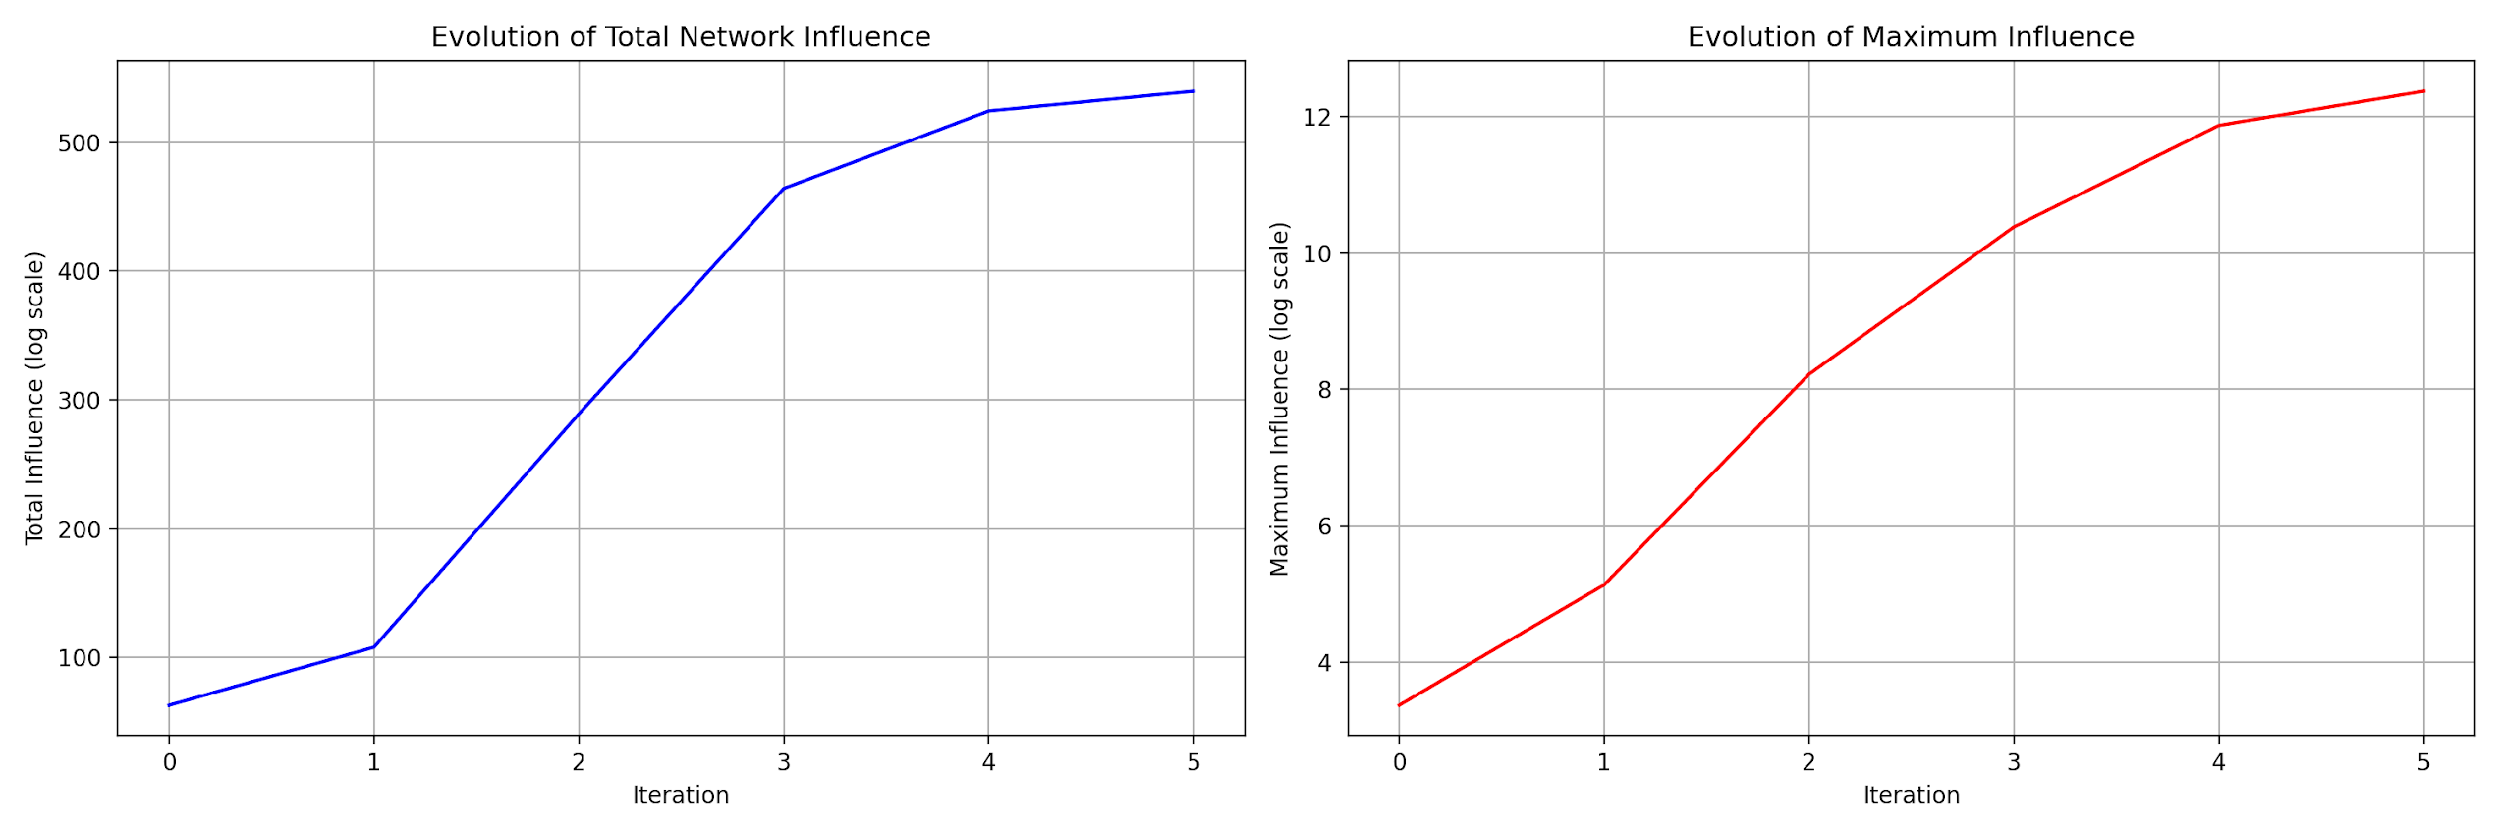 Evolution of Total Network Influence
Total Influence (log scale)
500
400
300
200
100
0 1 2 3 4 5
Iteration
Evolution of Maximum Influence
Maximum Influence (log scale)
12
10
8
6
4
0 1 2 3 4 5
Iteration